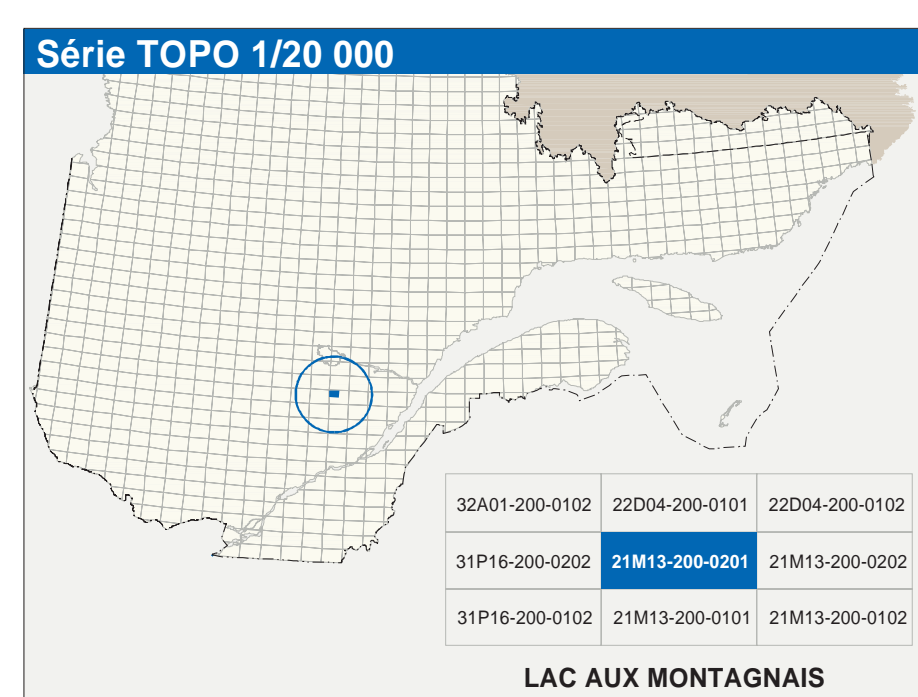 Série TOPO 1/20 000
32A01-200-0102 22D04-200-0101 22D04-200-0102
31P16-200-0202 21M13-200-0201 21M13-200-0202
31P16-200-0102 21M13-200-0101 21M13-200-0102
LAC AUX MONTAGNAIS